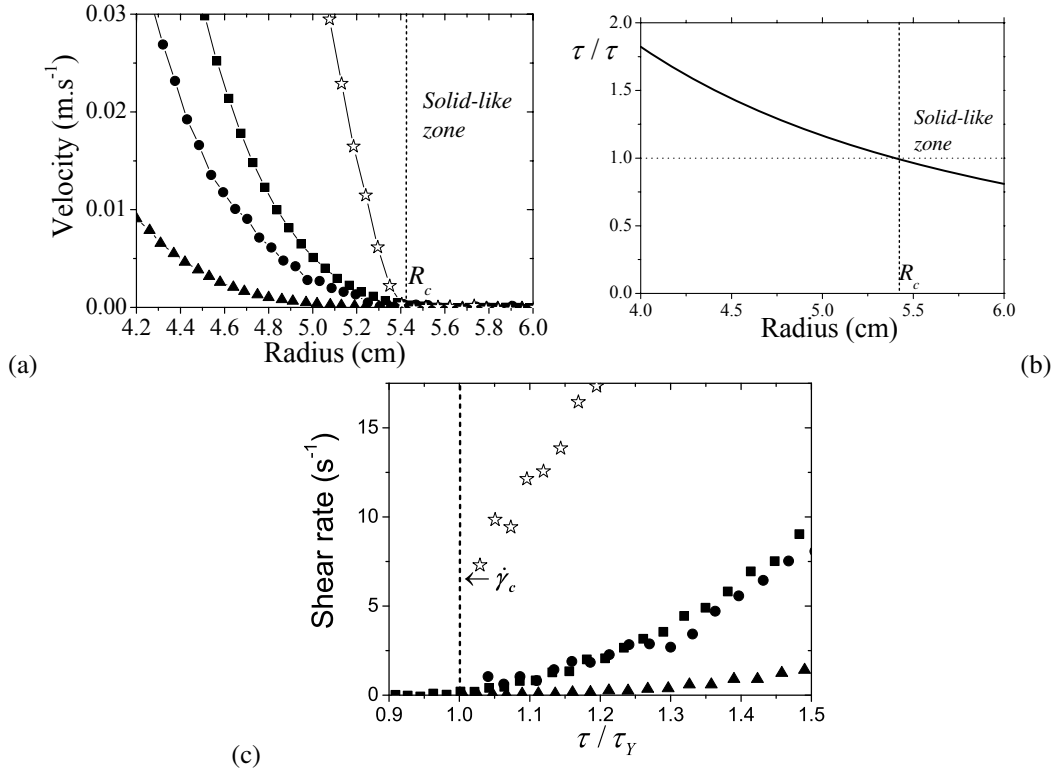 0.03
0.02
0.01
0.00
Velocity (m.s⁻¹)
Solid-like
zone
R_c
4.2 4.4 4.6 4.8 5.0 5.2 5.4 5.6 5.8 6.0
Radius (cm)
(a)
2.0
1.5
1.0
0.5
0.0
τ / τ
Solid-like
zone
R_c
4.0 4.5 5.0 5.5 6.0
Radius (cm)
(b)
15
10
5
0
Shear rate (s⁻¹)
← γ̇_c
0.9 1.0 1.1 1.2 1.3 1.4 1.5
τ / τ_Y
(c)